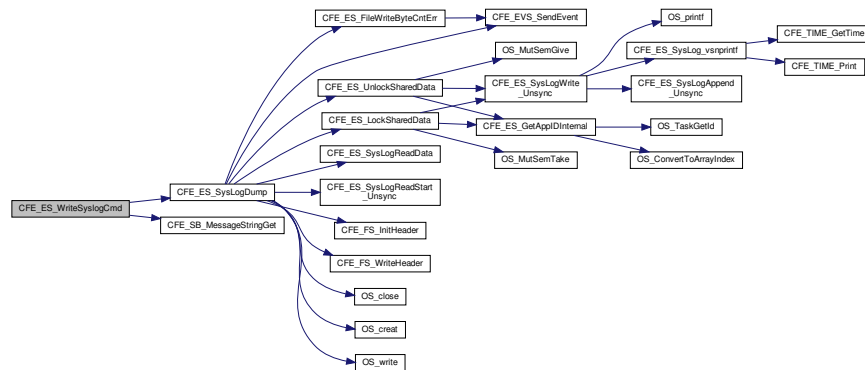 CFE_ES_WriteSyslogCmd
CFE_ES_SysLogDump
CFE_SB_MessageStringGet
CFE_ES_FileWriteByteCntErr
CFE_ES_UnlockSharedData
CFE_ES_LockSharedData
CFE_ES_SysLogReadData
CFE_ES_SysLogReadStart
_Unsync
CFE_FS_InitHeader
CFE_FS_WriteHeader
OS_close
OS_creat
OS_write
CFE_EVS_SendEvent
OS_MutSemGive
CFE_ES_SysLogWrite
_Unsync
CFE_ES_GetAppIDInternal
OS_MutSemTake
OS_printf
CFE_ES_SysLog_vsnprintf
CFE_ES_SysLogAppend
_Unsync
OS_TaskGetId
OS_ConvertToArrayIndex
CFE_TIME_GetTime
CFE_TIME_Print